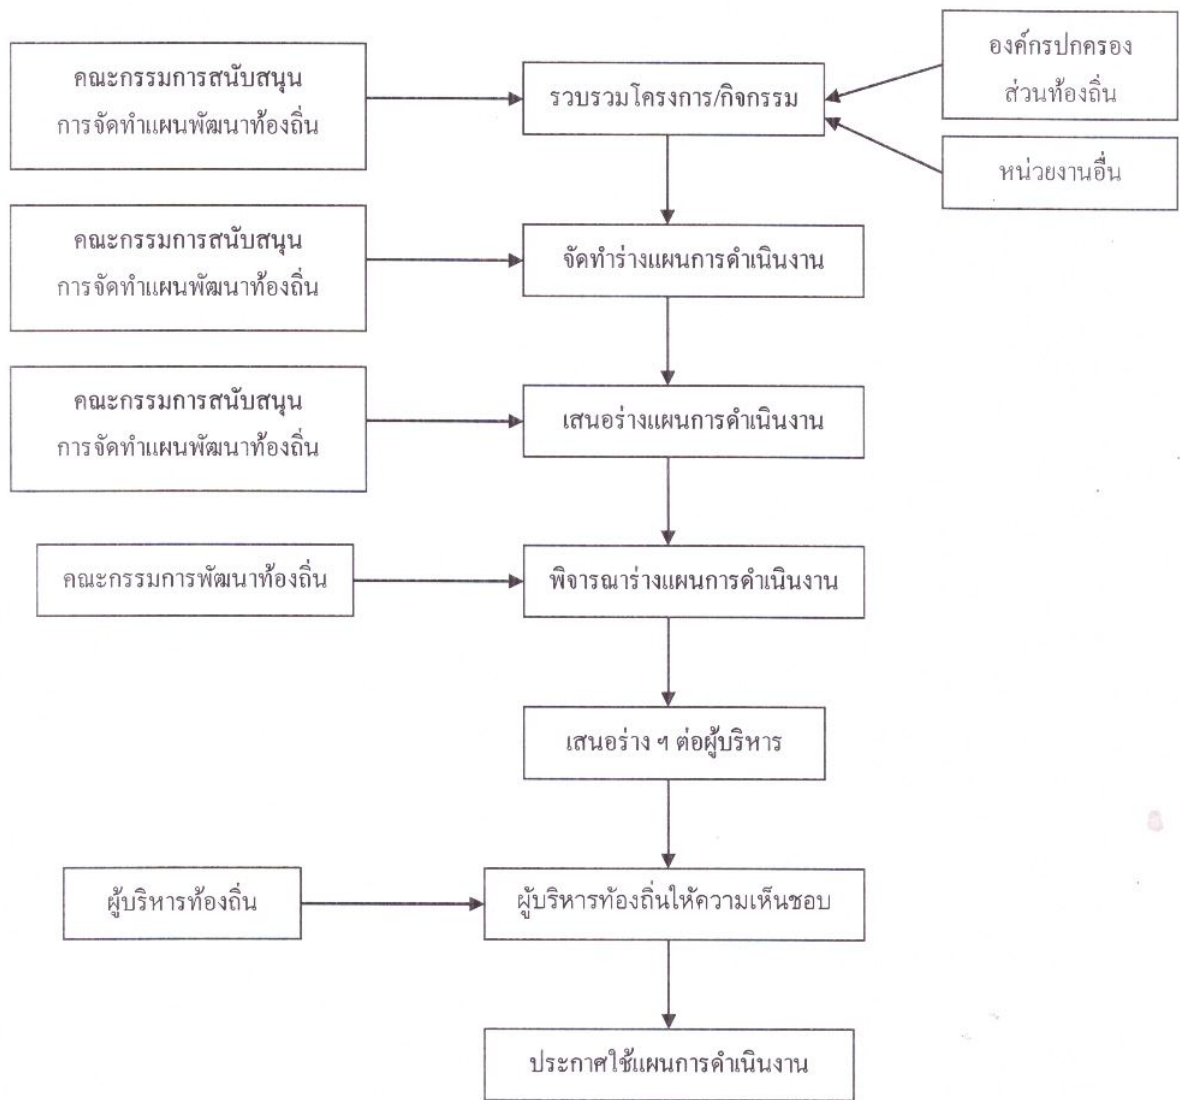 คณะกรรมการสนับสนุน
การจัดทำแผนพัฒนาท้องถิ่น
รวบรวมโครงการ/กิจกรรม
องค์กรปกครอง
ส่วนท้องถิ่น
หน่วยงานอื่น
คณะกรรมการสนับสนุน
การจัดทำแผนพัฒนาท้องถิ่น
จัดทำร่างแผนการดำเนินงาน
คณะกรรมการสนับสนุน
การจัดทำแผนพัฒนาท้องถิ่น
เสนอร่างแผนการดำเนินงาน
คณะกรรมการพัฒนาท้องถิ่น
พิจารณาร่างแผนการดำเนินงาน
เสนอร่าง ฯ ต่อผู้บริหาร
ผู้บริหารท้องถิ่น
ผู้บริหารท้องถิ่นให้ความเห็นชอบ
ประกาศใช้แผนการดำเนินงาน